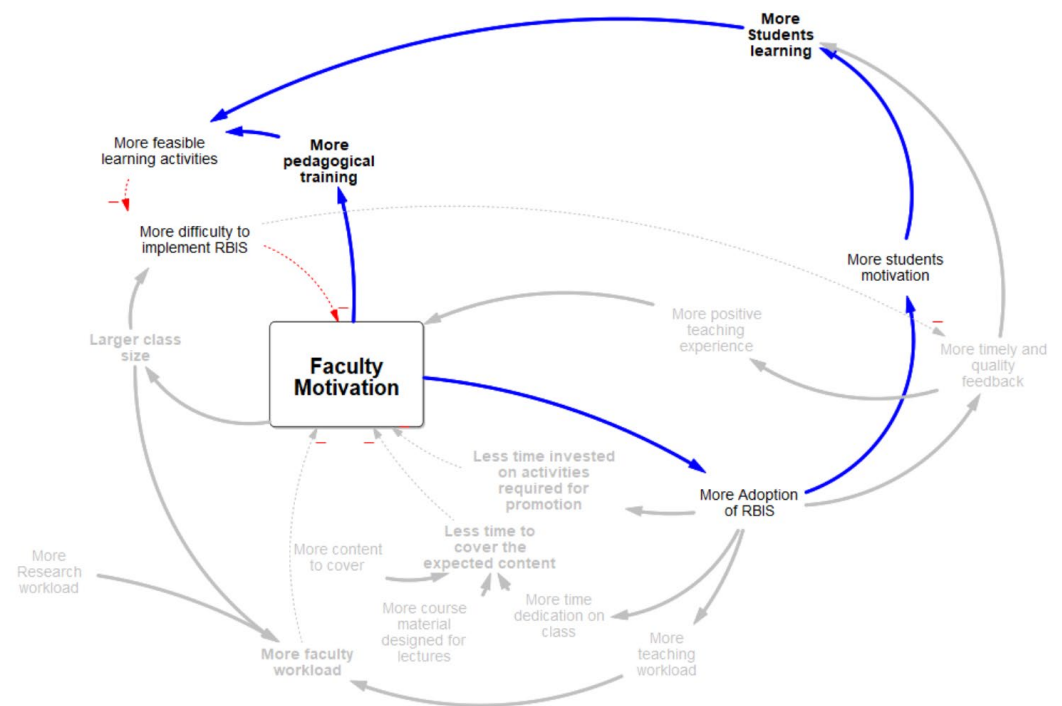 More
Students
learning
More feasible
learning activities
More
pedagogical
training
More difficulty to
implement RBIS
More students
motivation
Larger class
size
More positive
teaching
experience
More timely and
quality
feedback
Faculty
Motivation
Less time invested
on activities
required for
promotion
More Adoption
of RBIS
Less time to
cover the
expected content
More content
to cover
More
Research
workload
More course
material
designed for
lectures
More time
dedication on
class
More
teaching
workload
More faculty
workload